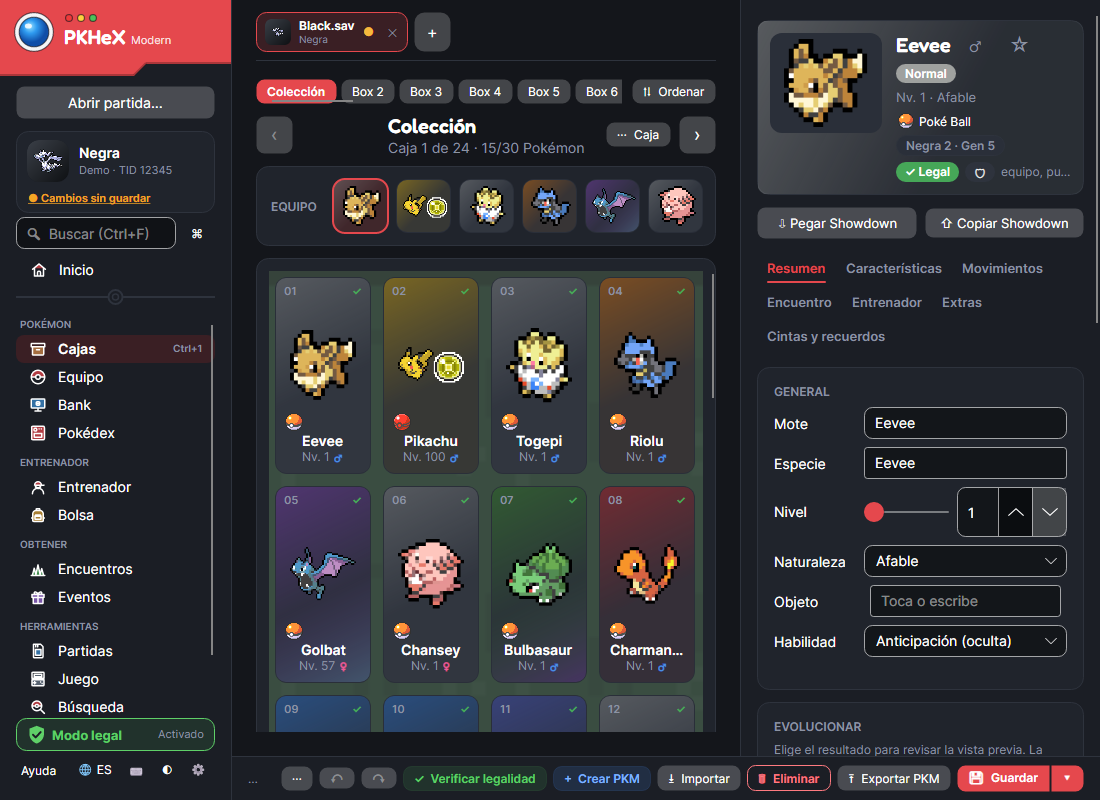 PKHeX Modern
Abrir partida...
Negra
Demo · TID 12345
Cambios sin guardar
Buscar (Ctrl+F)
Inicio
POKÉMON
Cajas Ctrl+1
Equipo
Bank
Pokédex
ENTRENADOR
Entrenador
Bolsa
OBTENER
Encuentros
Eventos
HERRAMIENTAS
Partidas
Juego
Búsqueda
Modo legal Activado
Ayuda ES
Black.sav
Negra
+
Colección Box 2 Box 3 Box 4 Box 5 Box 6 Ordenar
Colección
Caja 1 de 24 · 15/30 Pokémon
··· Caja
EQUIPO
01 02 03 04
Eevee Pikachu Togepi Riolu
Nv. 1 ♂ Nv. 100 ♂ Nv. 1 ♂ Nv. 1 ♂
05 06 07 08
Golbat Chansey Bulbasaur Charman...
Nv. 57 ♀ Nv. 1 ♀ Nv. 1 ♂ Nv. 1 ♂
09 10 11 12
... ··· Verificar legalidad + Crear PKM Importar Eliminar Exportar PKM Guardar
Eevee ♂ ☆
Normal
Nv. 1 · Afable
Poké Ball
Negra 2 · Gen 5
✓ Legal equipo, pu...
⇩ Pegar Showdown ⇧ Copiar Showdown
Resumen Características Movimientos
Encuentro Entrenador Extras
Cintas y recuerdos
GENERAL
Mote Eevee
Especie Eevee
Nivel 1
Naturaleza Afable
Objeto Toca o escribe
Habilidad Anticipación (oculta)
EVOLUCIONAR
Elige el resultado para revisar la vista previa. La